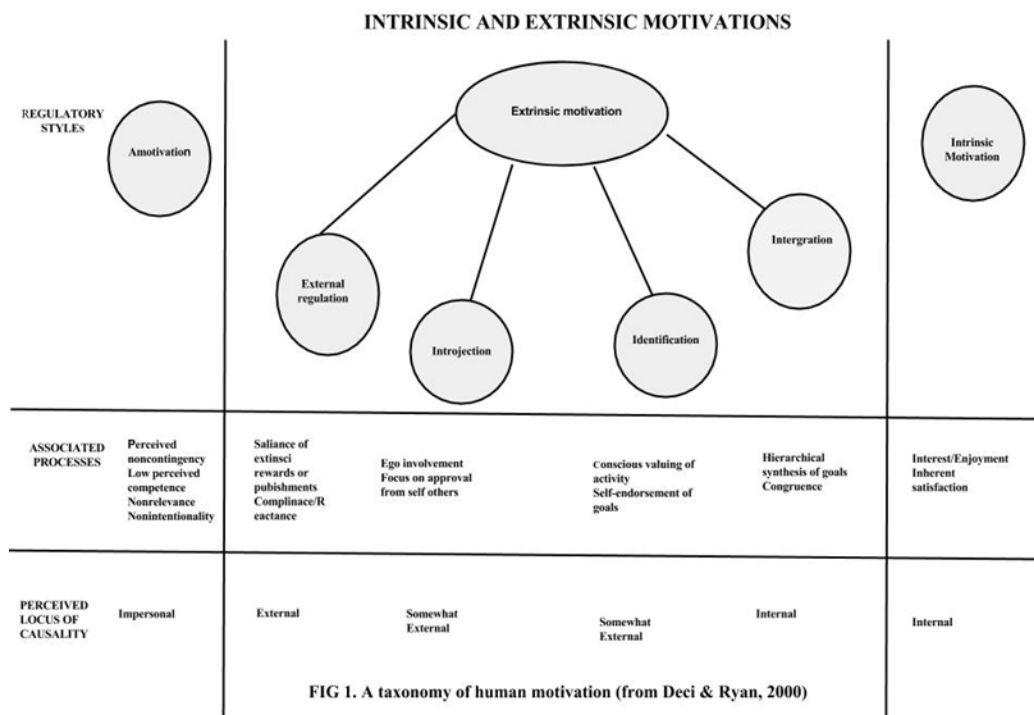 INTRINSIC AND EXTRINSIC MOTIVATIONS
REGULATORY
STYLEs
Amotivation
Extrinsic motivation
Intrinsic
Motivation
External
regulation
Introjection
Identification
Intergration
ASSOCIATED
PROCESSES
Perceived
noncontingency
Low perceived
competence
Nonrelevance
Nonintentionality
Saliance of
extinsci
rewards or
pubishments
Complinace/R
eactance
Ego involvement
Focus on approval
from self others
conscious valuing of
activity
Self-endorsement of
goals
Hierarchical
synthesis of goals
Congruence
Interest/Enjoyment
Inherent
satisfaction
PERCEIVED
LOCUS OF
CAUSALITY
Impersonal
External
Somewhat
External
Somewhat
External
Internal
Internal
FIG 1. A taxonomy of human motivation (from Deci & Ryan, 2000)